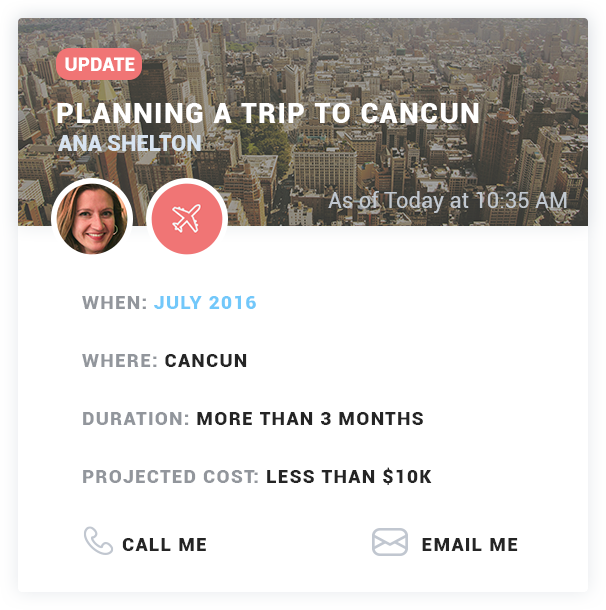 UPDATE
PLANNING A TRIP TO CANCUN
ANA SHELTON
As of Today at 10:35 AM
WHEN: JULY 2016
WHERE: CANCUN
DURATION: MORE THAN 3 MONTHS
PROJECTED COST: LESS THAN $10K
CALL ME
EMAIL ME